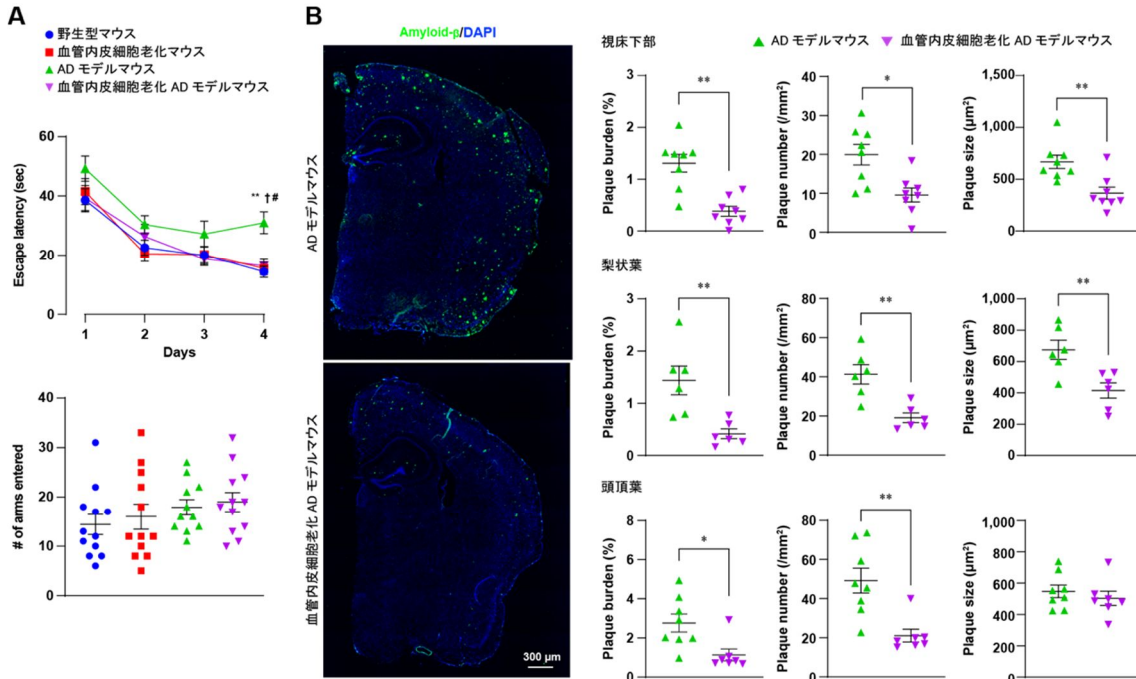 A
野生型マウス
血管内皮細胞老化マウス
AD モデルマウス
血管内皮細胞老化 AD モデルマウス
Escape latency (sec)
60
40
20
0
** †#
1 2 3 4
Days
# of arms entered
40
30
20
10
0
B
Amyloid-β/DAPI
AD モデルマウス
血管内皮細胞老化 AD モデルマウス
300 µm
AD モデルマウス
血管内皮細胞老化 AD モデルマウス
視床下部
Plaque burden (%)
3
2
1
0
**
Plaque number (/mm²)
40
30
20
10
0
*
Plaque size (µm²)
1,500
1,000
500
0
**
梨状葉
Plaque burden (%)
3
2
1
0
**
Plaque number (/mm²)
80
60
40
20
0
**
Plaque size (µm²)
1,000
800
600
400
200
0
**
頭頂葉
Plaque burden (%)
8
6
4
2
0
*
Plaque number (/mm²)
80
60
40
20
0
**
Plaque size (µm²)
1,000
800
600
400
200
0